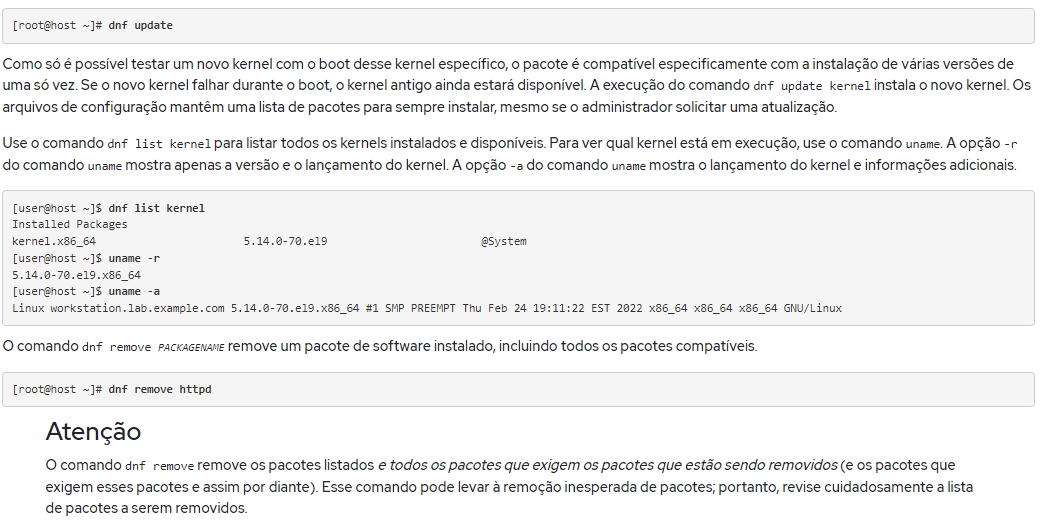 [root@host ~]# dnf update
Como só é possível testar um novo kernel com o boot desse kernel específico, o pacote é compatível especificamente com a instalação de várias versões de
uma só vez. Se o novo kernel falhar durante o boot, o kernel antigo ainda estará disponível. A execução do comando dnf update kernel instala o novo kernel. Os
arquivos de configuração mantêm uma lista de pacotes para sempre instalar, mesmo se o administrador solicitar uma atualização.
Use o comando dnf list kernel para listar todos os kernels instalados e disponíveis. Para ver qual kernel está em execução, use o comando uname. A opção -r
do comando uname mostra apenas a versão e o lançamento do kernel. A opção -a do comando uname mostra o lançamento do kernel e informações adicionais.
[user@host ~]$ dnf list kernel
Installed Packages
kernel.x86_64 5.14.0-70.el9 @System
[user@host ~]$ uname -r
5.14.0-70.el9.x86_64
[user@host ~]$ uname -a
Linux workstation.lab.example.com 5.14.0-70.el9.x86_64 #1 SMP PREEMPT Thu Feb 24 19:11:22 EST 2022 x86_64 x86_64 x86_64 GNU/Linux
O comando dnf remove PACKAGENAME remove um pacote de software instalado, incluindo todos os pacotes compatíveis.
[root@host ~]# dnf remove httpd
Atenção
O comando dnf remove remove os pacotes listados e todos os pacotes que exigem os pacotes que estão sendo removidos (e os pacotes que
exigem esses pacotes e assim por diante). Esse comando pode levar à remoção inesperada de pacotes; portanto, revise cuidadosamente a lista
de pacotes a serem removidos.